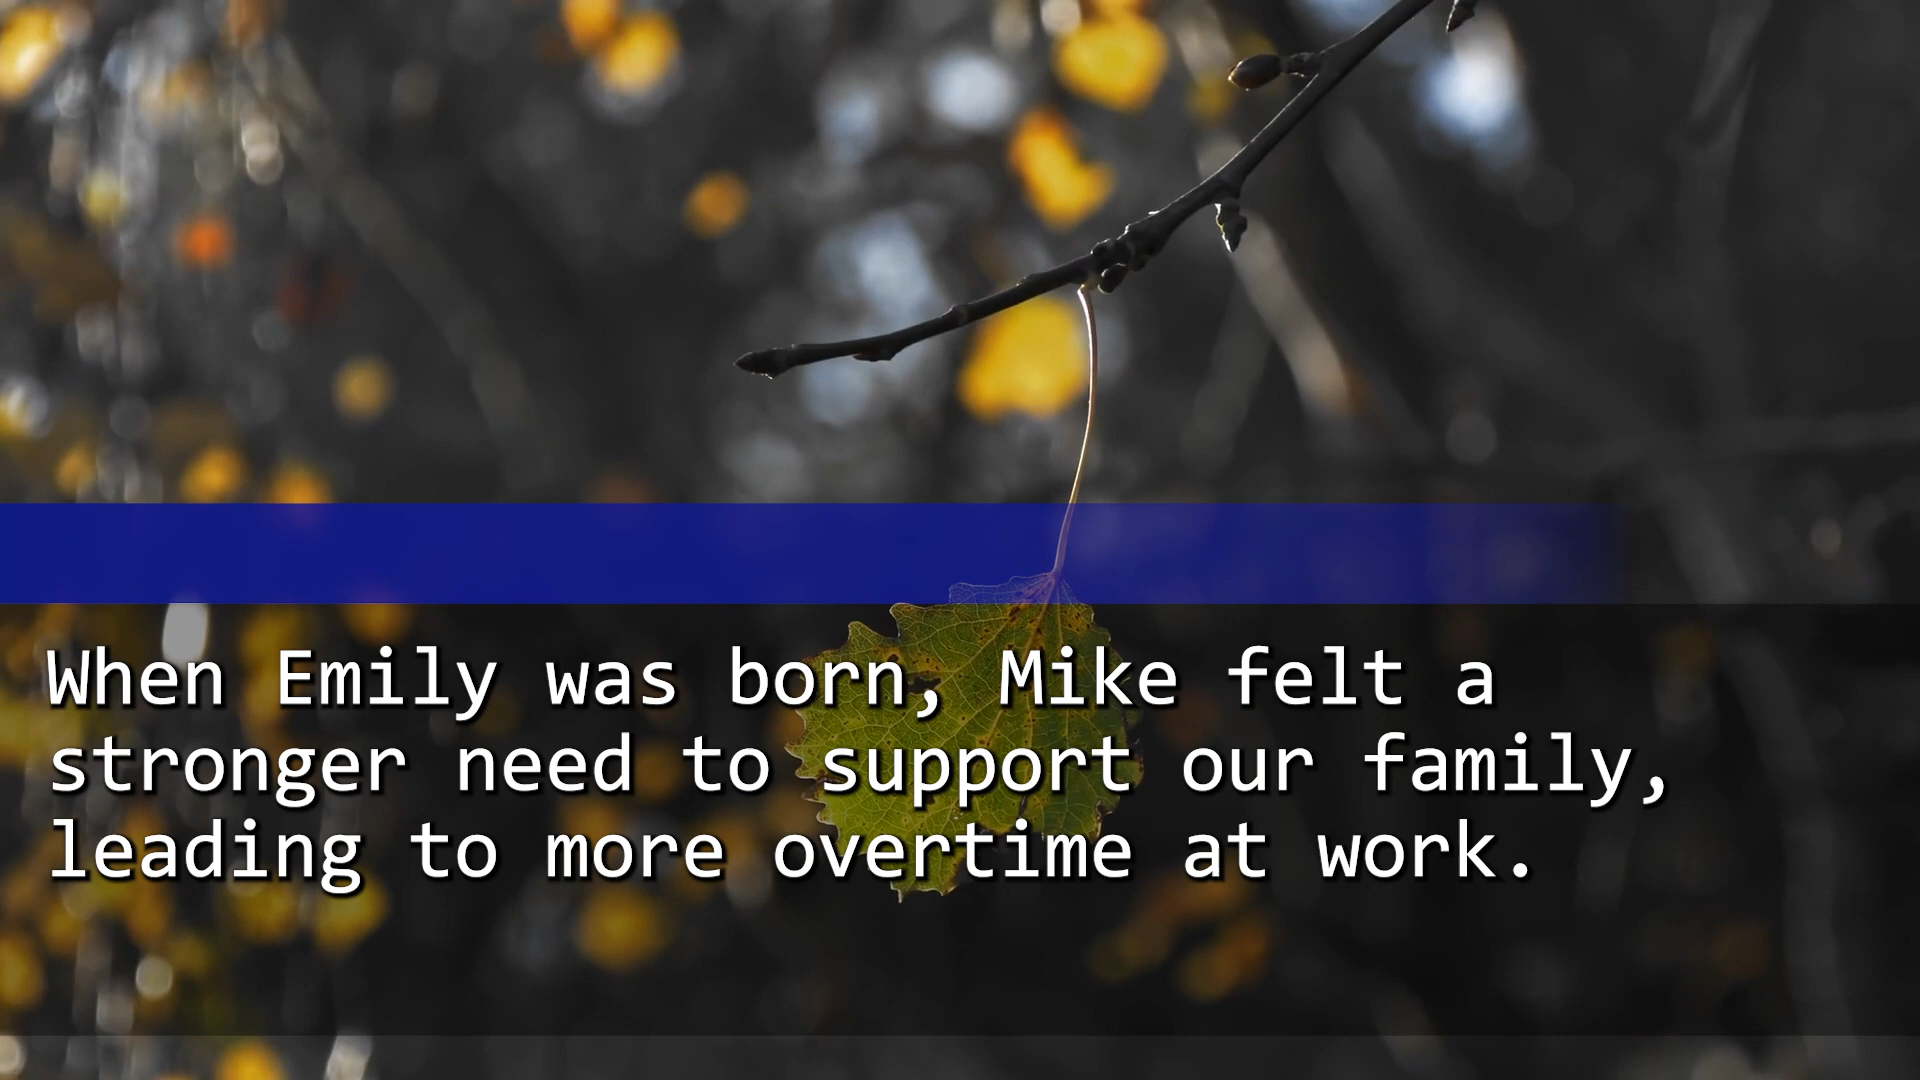 When Emily was born, Mike felt a
stronger need to support our family,
leading to more overtime at work.